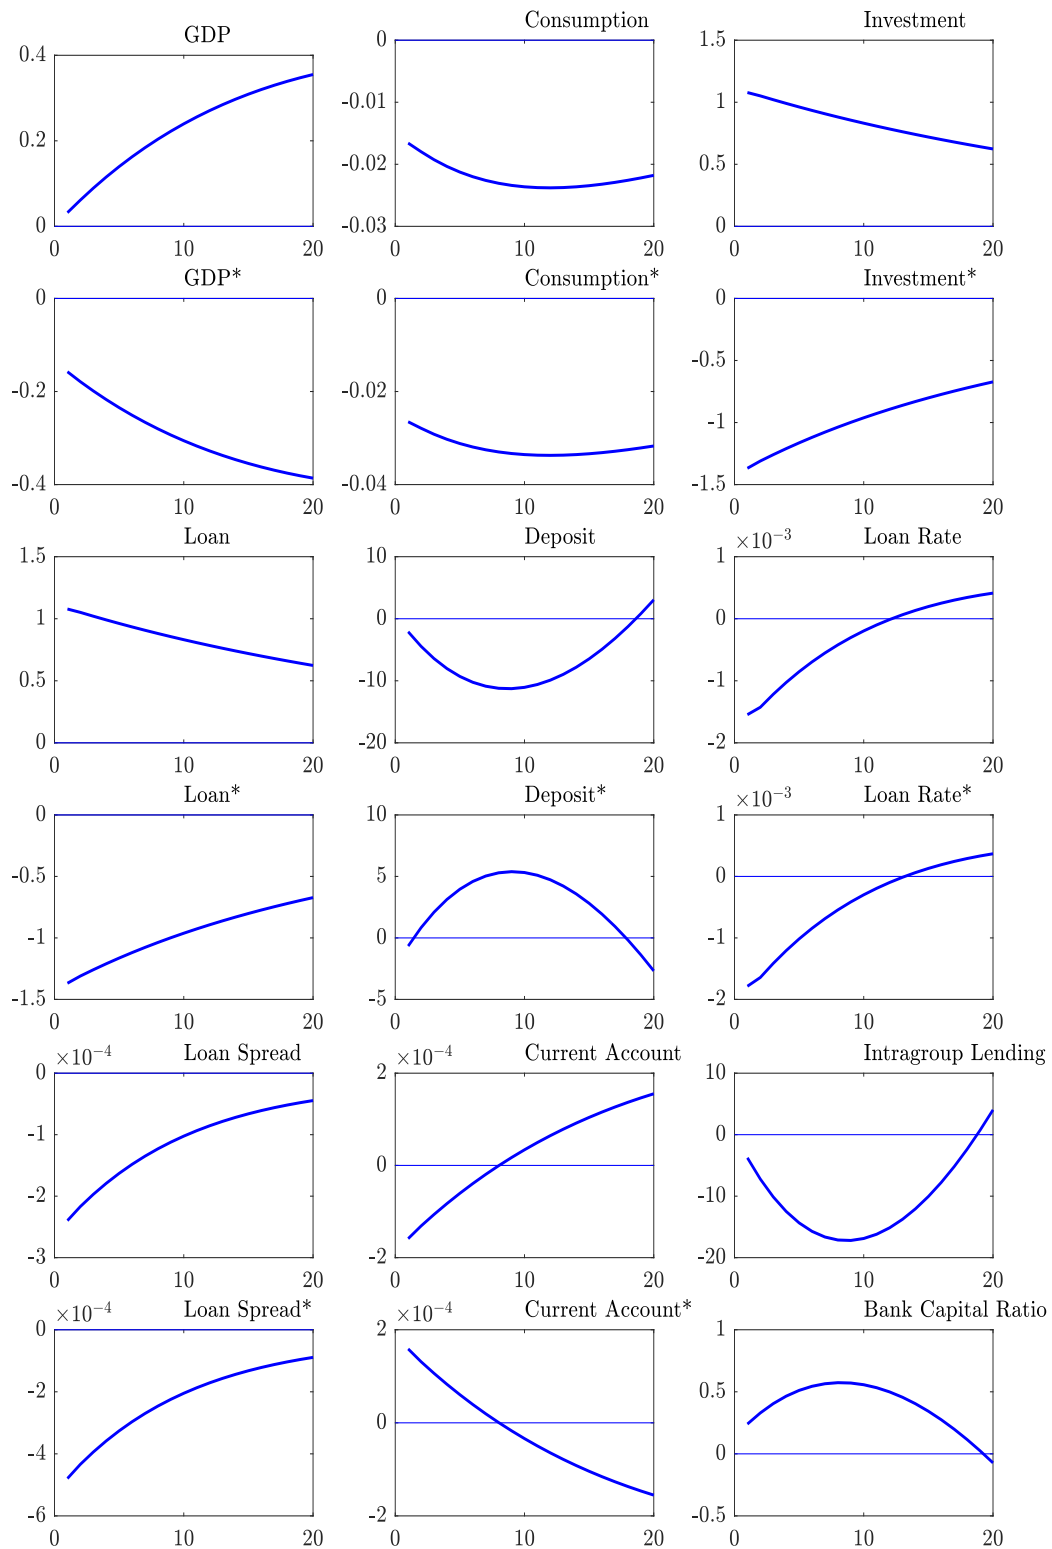 GDP
0.4
0.2
0
0 10 20
Consumption
0
-0.01
-0.02
-0.03
0 10 20
Investment
1.5
1
0.5
0
0 10 20
GDP*
0
-0.2
-0.4
0 10 20
Consumption*
0
-0.02
-0.04
0 10 20
Investment*
0
-0.5
-1
-1.5
0 10 20
Loan
1.5
1
0.5
0
0 10 20
Deposit
10
0
-10
-20
0 10 20
×10⁻³ Loan Rate
1
0
-1
-2
0 10 20
Loan*
0
-0.5
-1
-1.5
0 10 20
Deposit*
10
5
0
-5
0 10 20
×10⁻³ Loan Rate*
1
0
-1
-2
0 10 20
×10⁻⁴ Loan Spread
0
-1
-2
-3
0 10 20
×10⁻⁴ Current Account
2
0
-2
0 10 20
Intragroup Lending
10
0
-10
-20
0 10 20
×10⁻⁴ Loan Spread*
0
-2
-4
-6
0 10 20
×10⁻⁴ Current Account*
2
0
-2
0 10 20
Bank Capital Ratio
1
0.5
0
-0.5
0 10 20